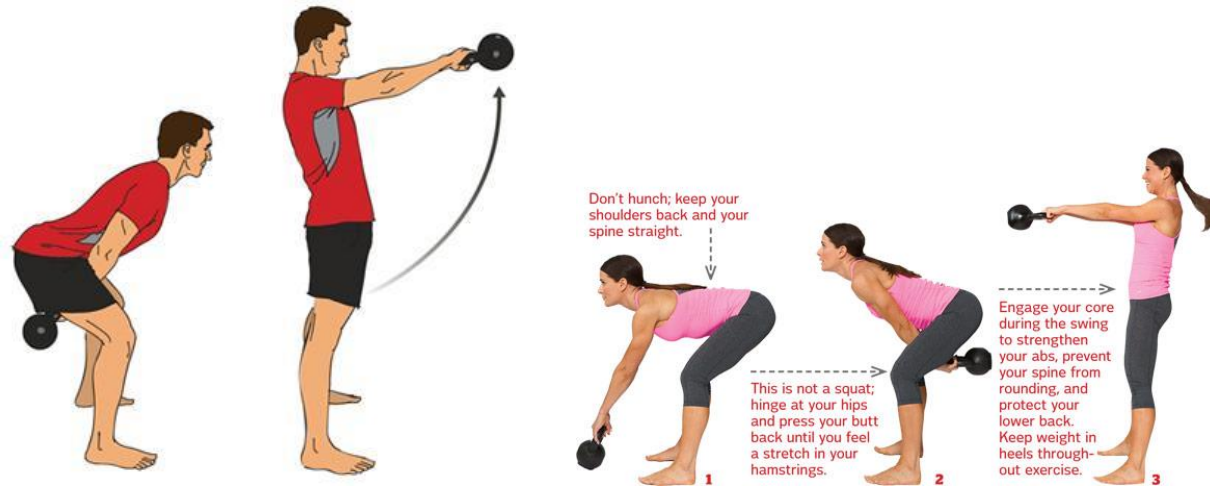 Don't hunch; keep your
shoulders back and your
spine straight.
1
This is not a squat;
hinge at your hips
and press your butt
back until you feel
a stretch in your
hamstrings.
2
Engage your core
during the swing
to strengthen
your abs, prevent
your spine from
rounding, and
protect your
lower back.
Keep weight in
heels through-
out exercise.
3